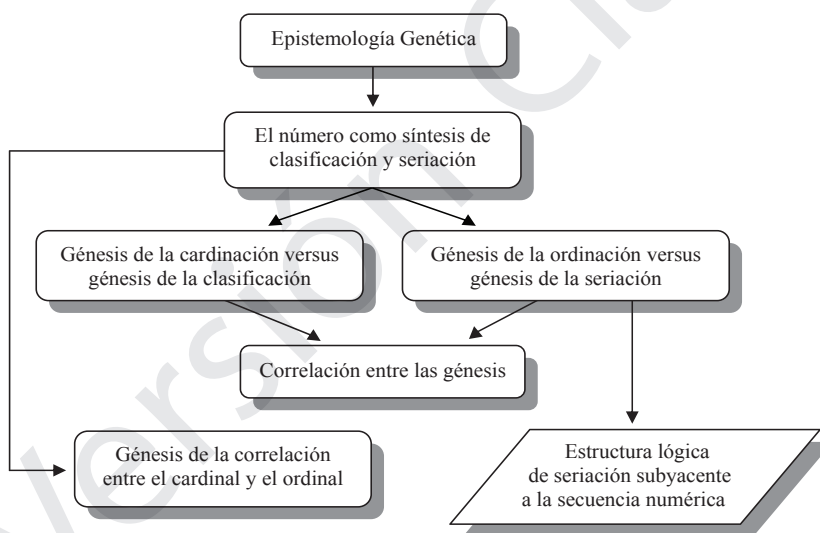 Epistemología Genética
El número como síntesis de
clasificación y seriación
Génesis de la cardinación versus
génesis de la clasificación
Génesis de la ordinación versus
génesis de la seriación
Correlación entre las génesis
Génesis de la correlación
entre el cardinal y el ordinal
Estructura lógica
de seriación subyacente
a la secuencia numérica
Versión